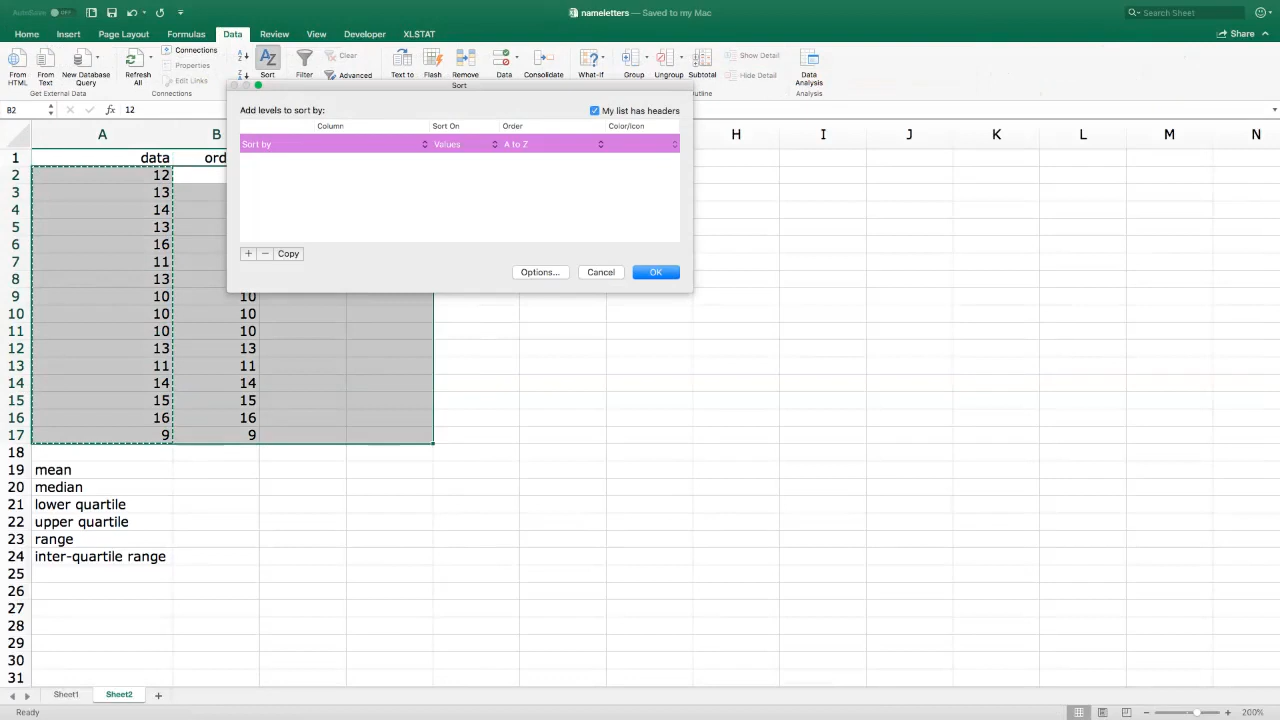 AutoSave OFF nameletters — Saved to my Mac Search Sheet
Home Insert Page Layout Formulas Data Review View Developer XLSTAT Share
From HTML
From Text
New Database Query
Get External Data
Refresh All
Connections
Properties
Edit Links
Connections
Sort
Filter
Clear
Advanced
Text to
Flash
Remove
Data
Consolidate
What-If
Group
Ungroup
Subtotal
Show Detail
Hide Detail
Data Analysis
Analysis
B2 fx 12
Sort
Add levels to sort by: My list has headers
Column Sort On Order Color/Icon
Sort by Values A to Z
+ − Copy
Options... Cancel OK
A B H I J K L M N
1 data ord
2 12
3 13
4 14
5 13
6 16
7 11
8 13
9 10 10
10 10 10
11 10 10
12 13 13
13 11 11
14 14 14
15 15 15
16 16 16
17 9 9
18
19 mean
20 median
21 lower quartile
22 upper quartile
23 range
24 inter-quartile range
25
26
27
28
29
30
31
Sheet1 Sheet2 +
Ready − + 200%